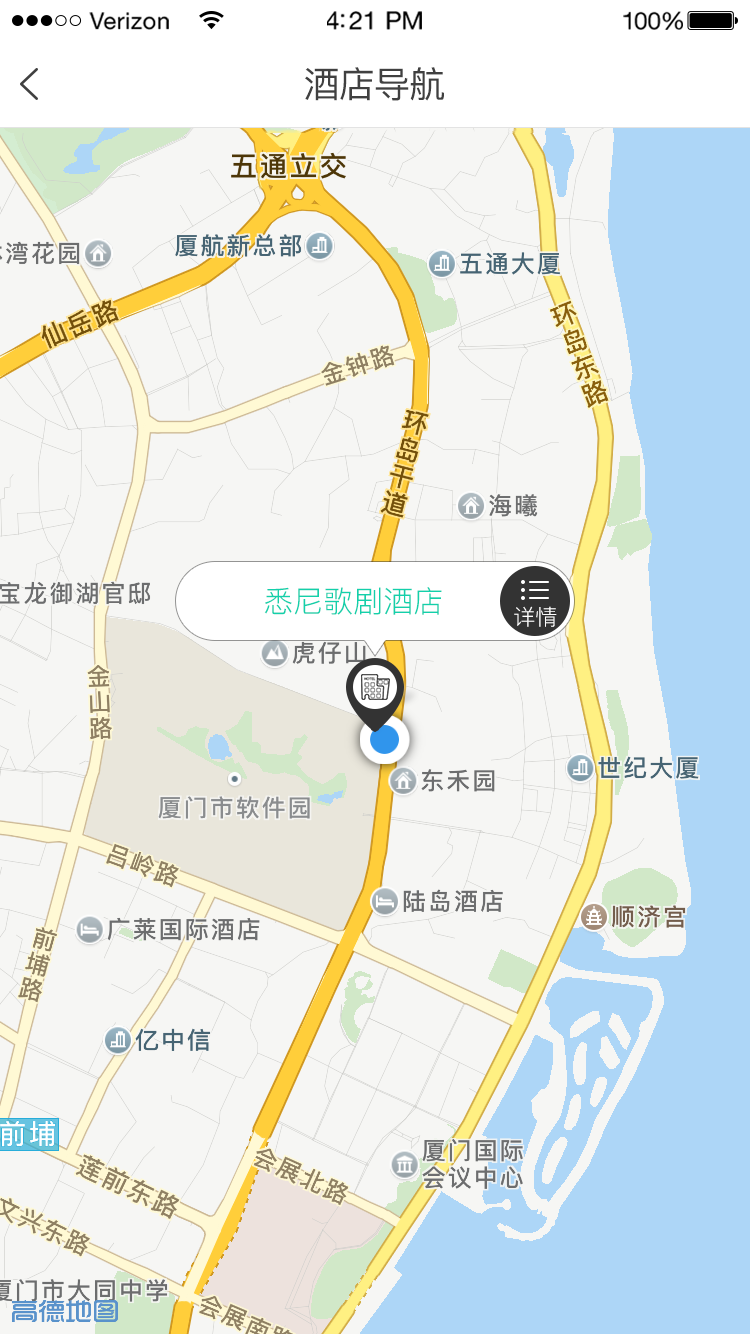 Verizon
4:21 PM
100%
酒店导航
五通立交
湾花园
厦航新总部
五通大厦
仙岳路
环岛东路
金钟路
环岛干道
海曦
宝龙御湖官邸
悉尼歌剧酒店
详情
虎仔山
HOTEL
金山路
东禾园
世纪大厦
厦门市软件园
吕岭路
陆岛酒店
顺济宫
广莱国际酒店
前埔路
亿中信
前埔
厦门国际
会议中心
会展北路
莲前东路
文兴东路
厦门市大同中学
会展南路
高德地图